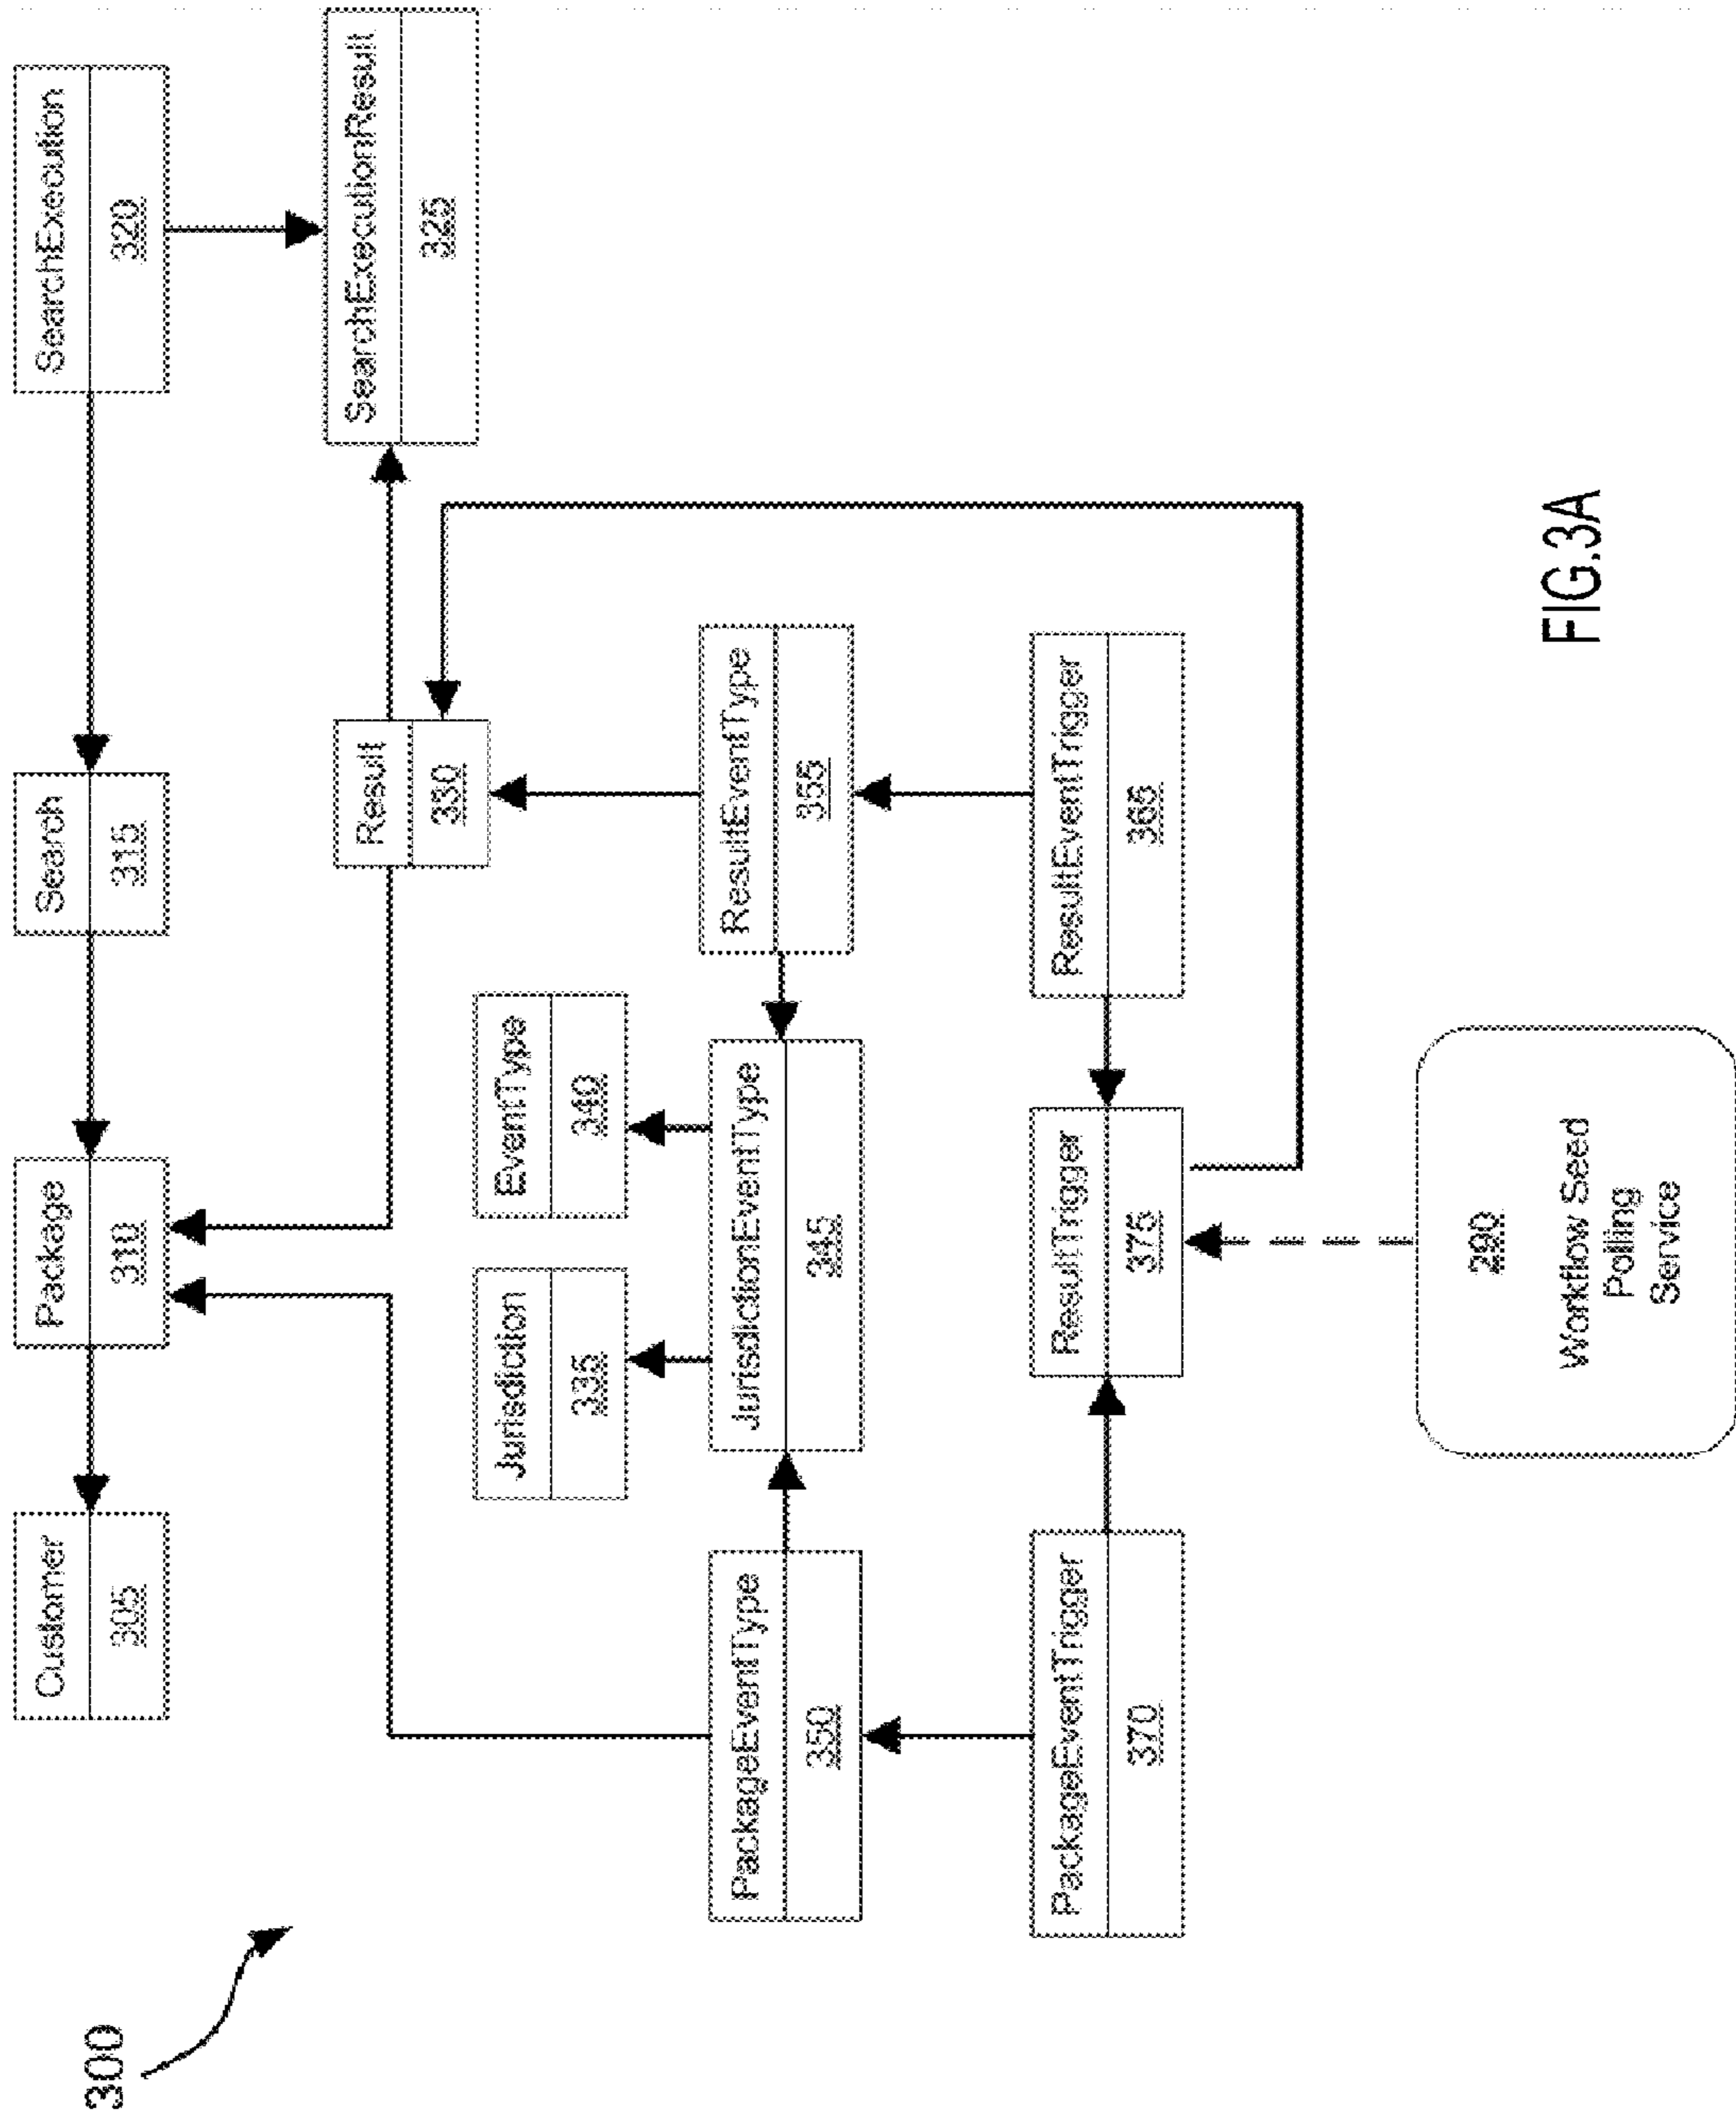 300
Customer
305
Package
310
Search
315
SearchExecution
320
SearchExecutionResult
325
Result
330
Jurisdiction
335
EventType
340
PackageEventType
350
JurisdictionEventType
345
ResultEventType
355
PackageEventTrigger
370
ResultTrigger
375
ResultEventTrigger
365
290
Workflow Seed
Polling
Service
FIG.3A